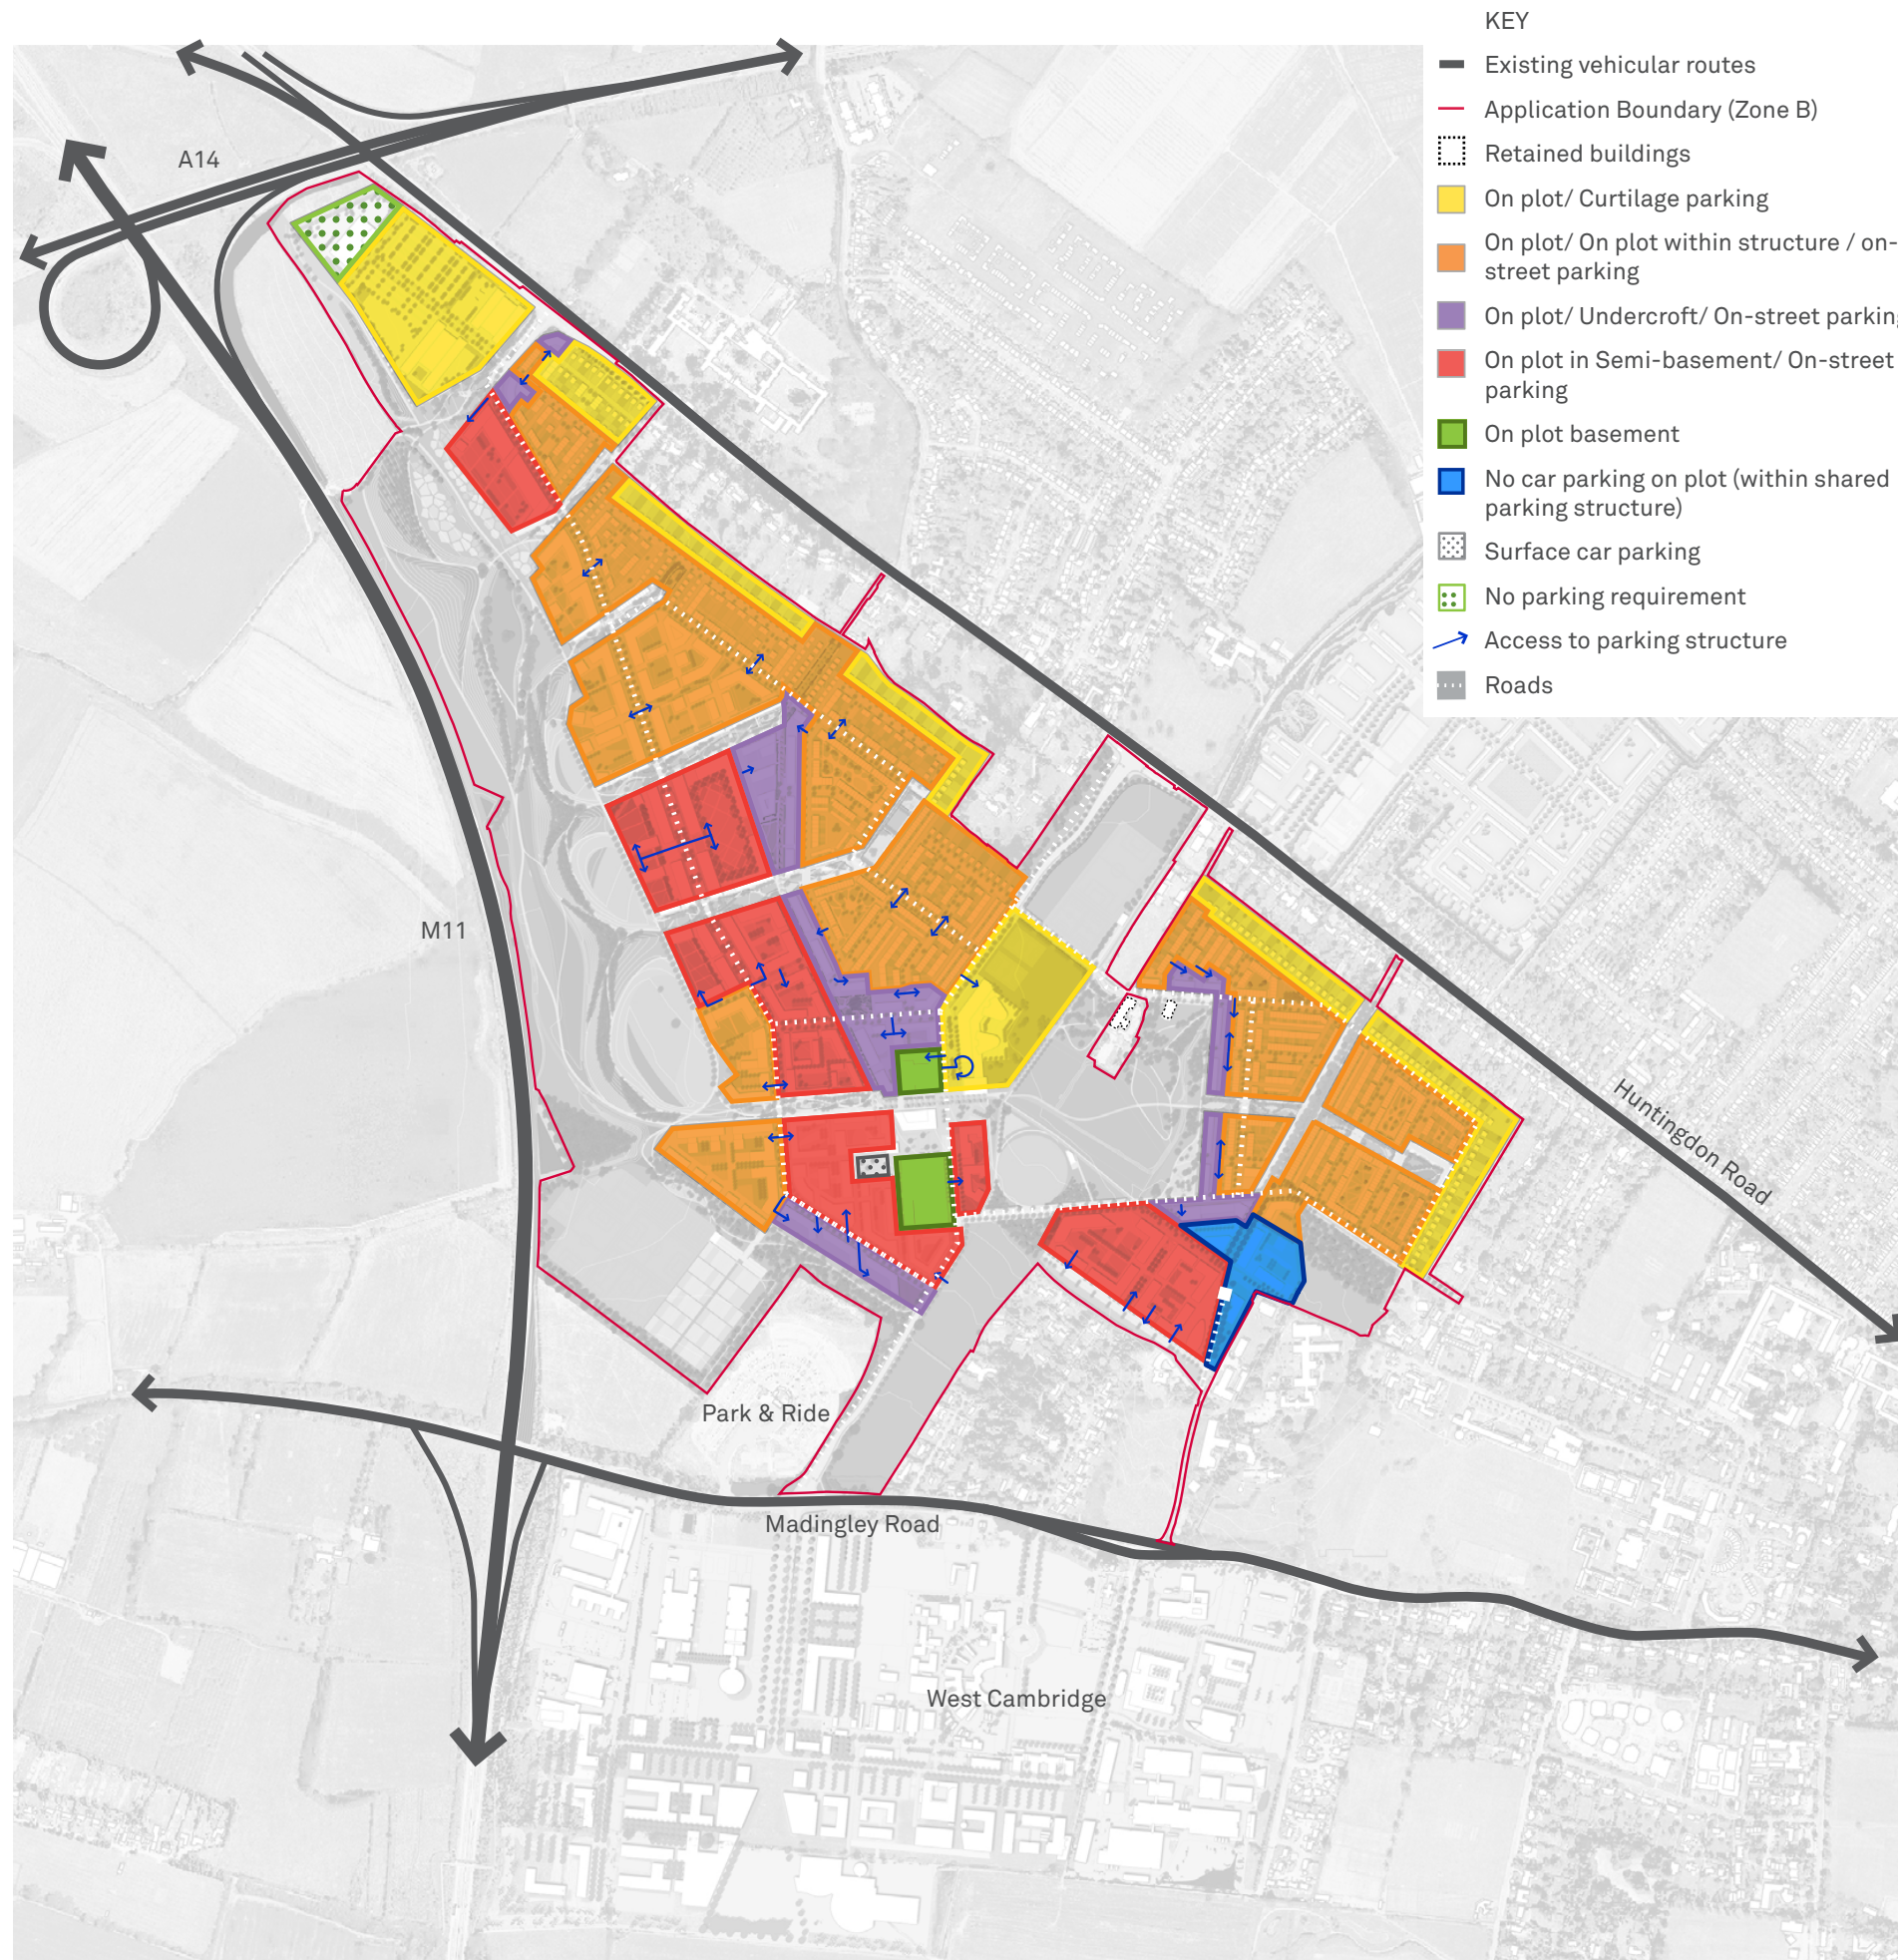 KEY
Existing vehicular routes
Application Boundary (Zone B)
Retained buildings
On plot/ Curtilage parking
On plot/ On plot within structure / on-
street parking
On plot/ Undercroft/ On-street parking
On plot in Semi-basement/ On-street
parking
On plot basement
No car parking on plot (within shared
parking structure)
Surface car parking
No parking requirement
Access to parking structure
Roads
A14
M11
Huntingdon Road
Park & Ride
Madingley Road
West Cambridge